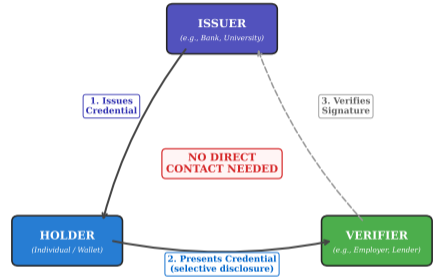 ISSUER
(e.g., Bank, University)
1. Issues
Credential
3. Verifies
Signature
NO DIRECT
CONTACT NEEDED
HOLDER
(Individual / Wallet)
VERIFIER
(e.g., Employer, Lender)
2. Presents Credential
(selective disclosure)